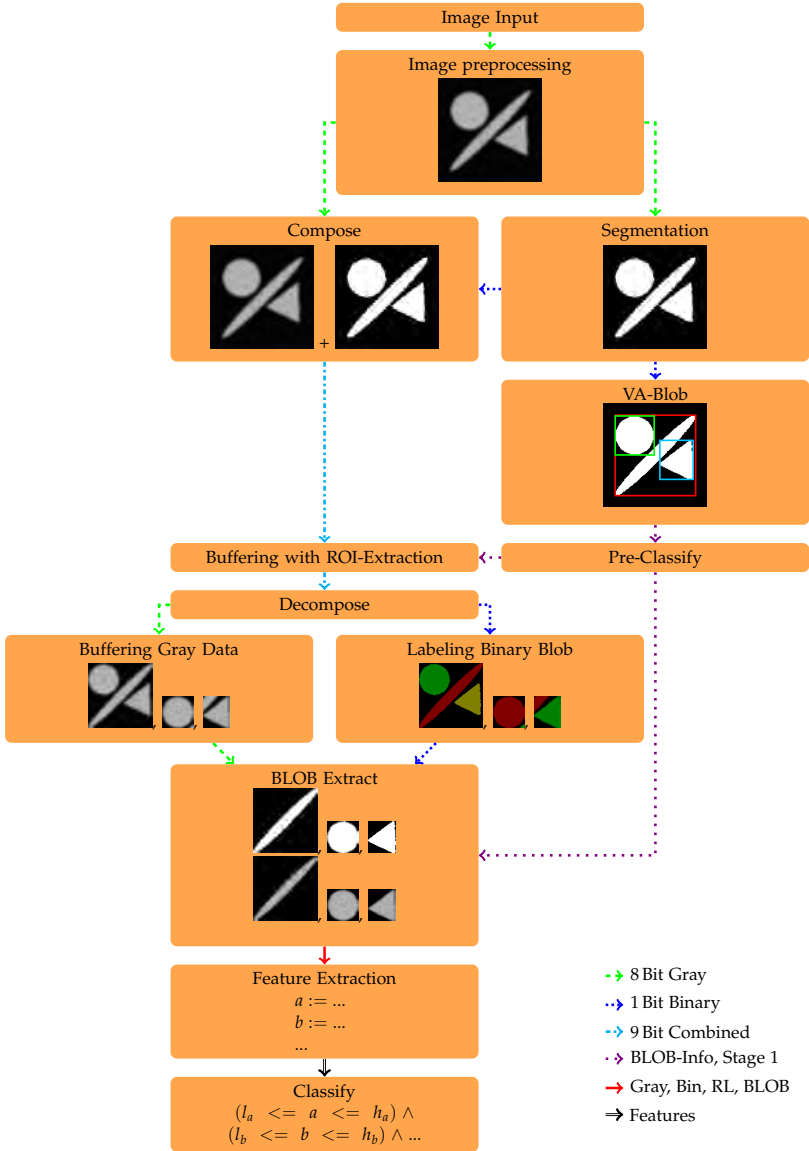 Image Input
Image preprocessing
Compose
+
Segmentation
VA-Blob
Buffering with ROI-Extraction
Pre-Classify
Decompose
Buffering Gray Data
, ,
Labeling Binary Blob
, ,
BLOB Extract
, ,
, ,
Feature Extraction
a := ...
b := ...
...
Classify
(l_a <= a <= h_a) ∧
(l_b <= b <= h_b) ∧ ...
8 Bit Gray
1 Bit Binary
9 Bit Combined
BLOB-Info, Stage 1
Gray, Bin, RL, BLOB
Features